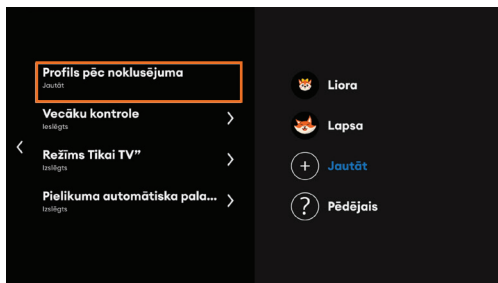 Profils pēc noklusējuma
Jautāt
Vecāku kontrole
Ieslēgts
Režīms Tikai TV”
Izslēgts
Pielikuma automātiska pala...
Izslēgts
Liora
Lapsa
Jautāt
Pēdējais